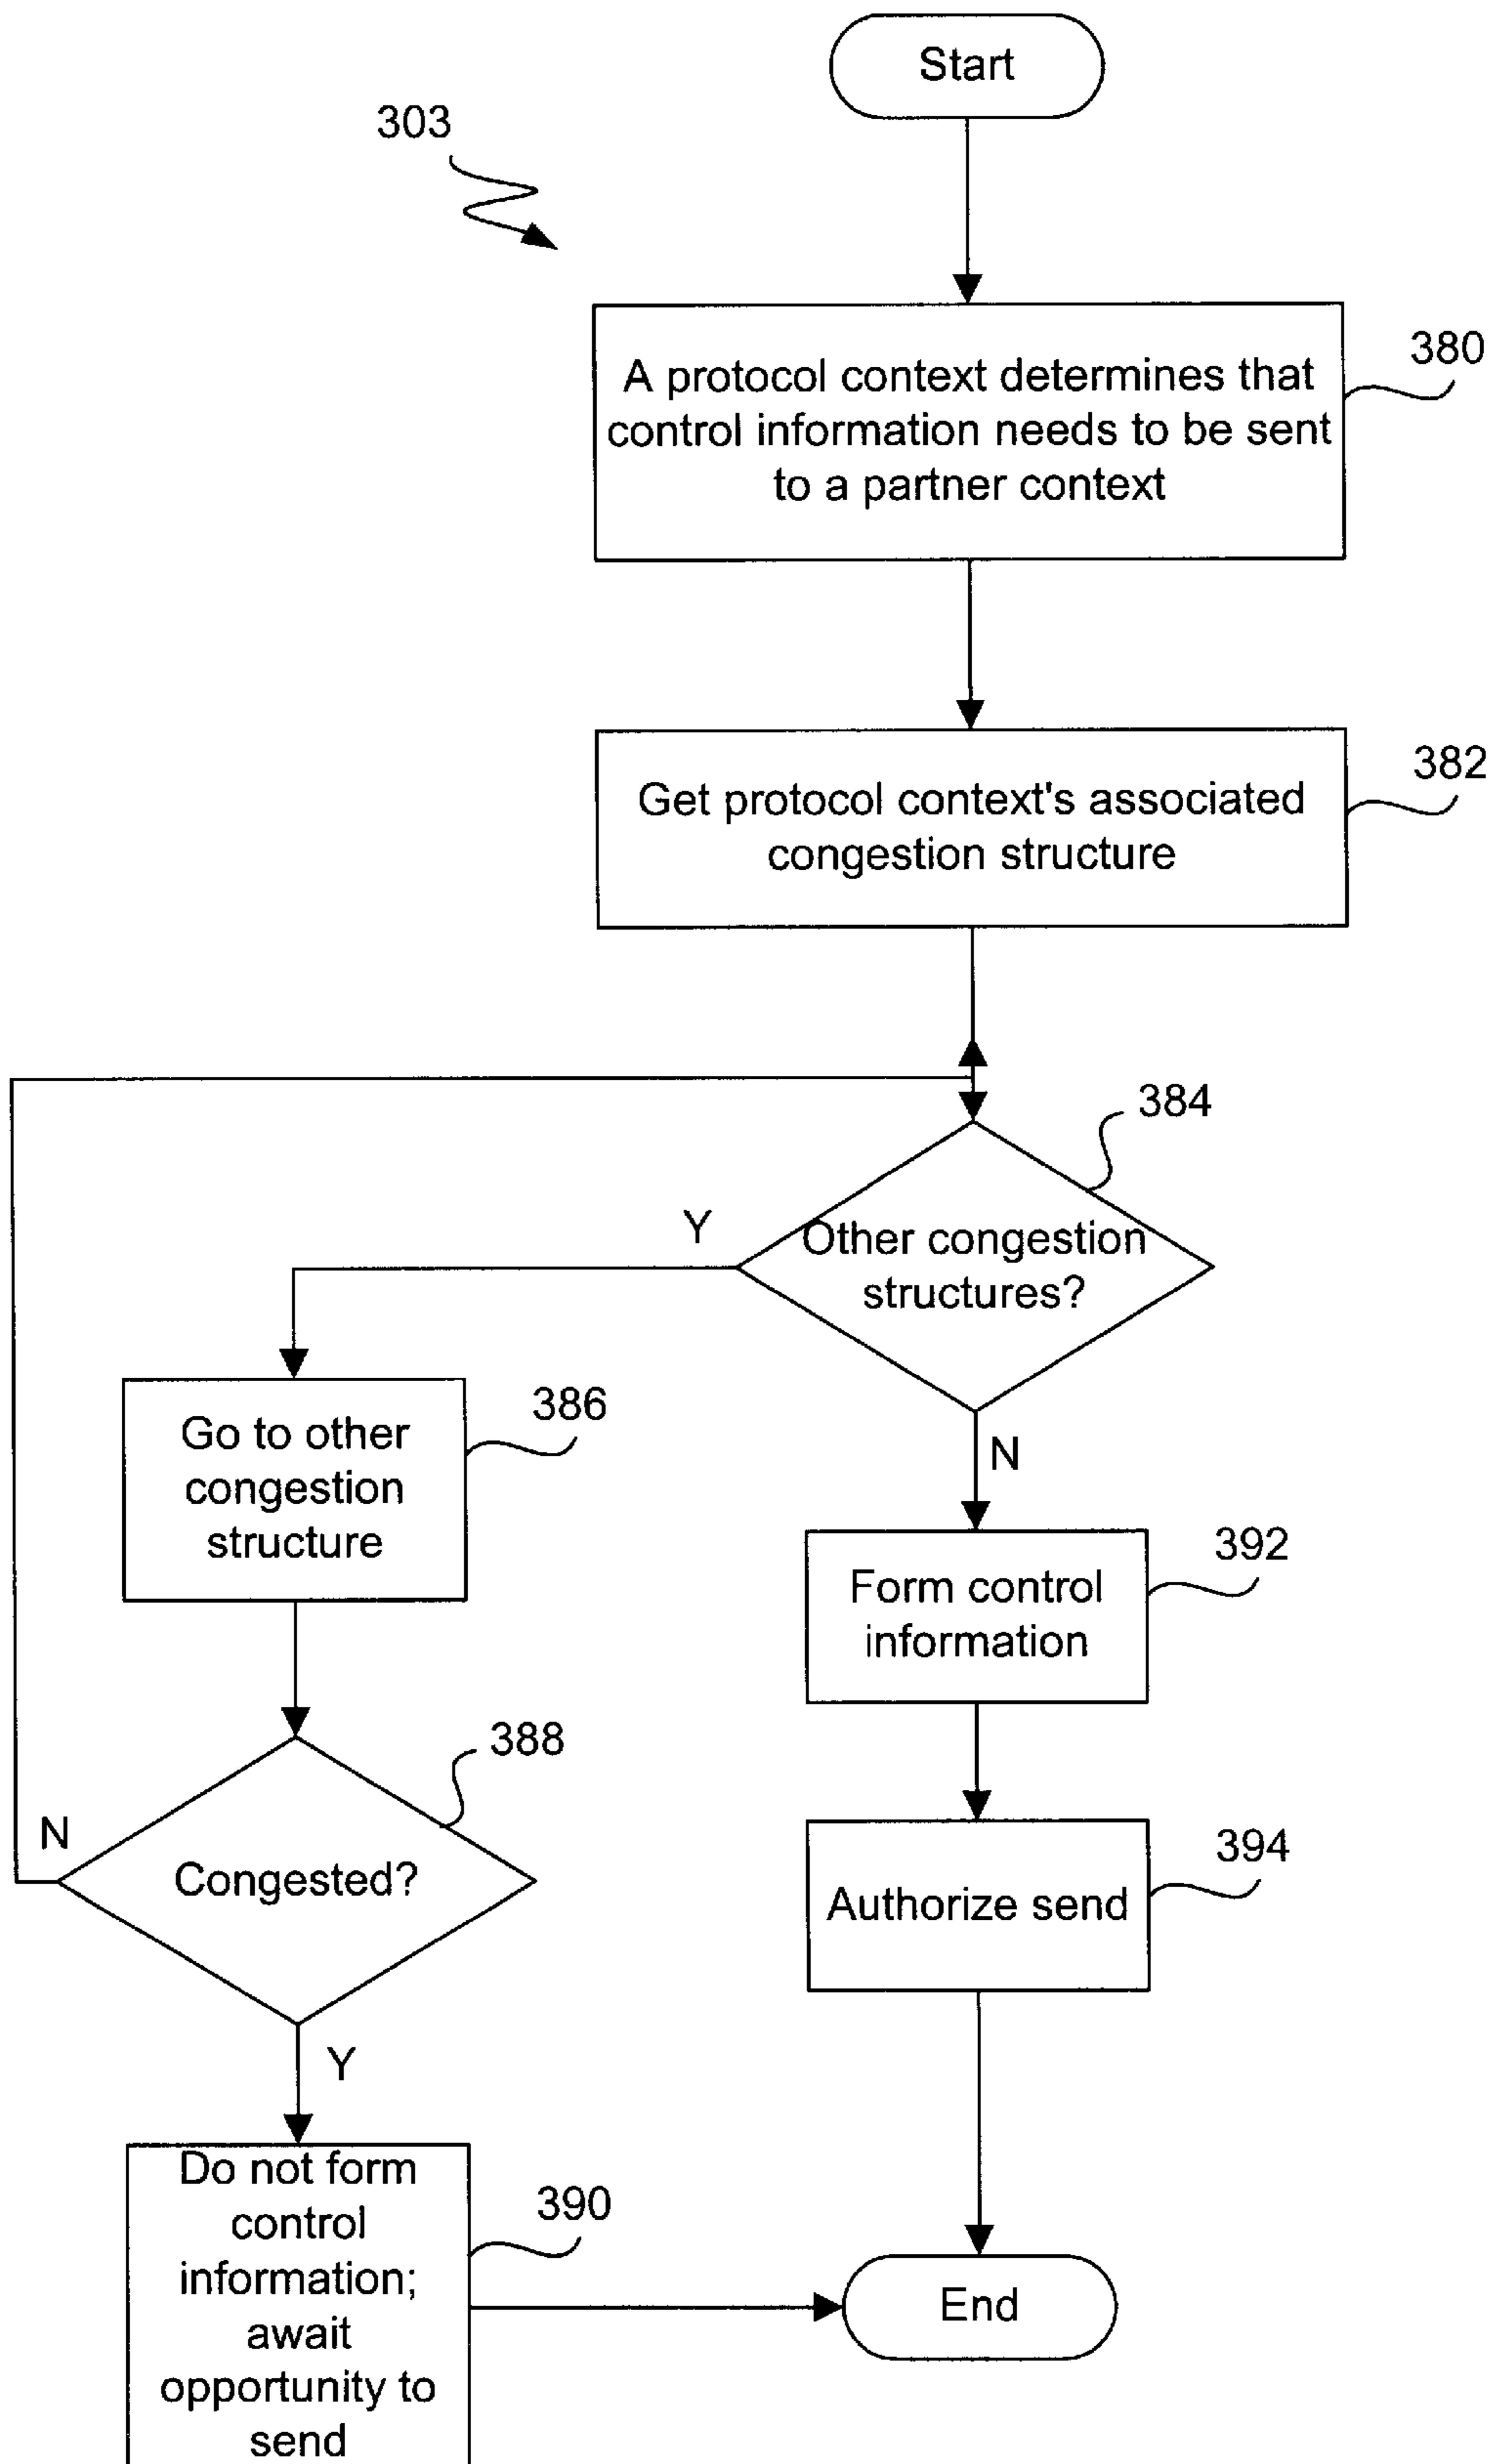 Start
303
A protocol context determines that
control information needs to be sent
to a partner context
380
Get protocol context's associated
congestion structure
382
384
Y
Other congestion
structures?
N
Go to other
congestion
structure
386
Form control
information
392
388
N
Congested?
Y
Authorize send
394
Do not form
control
information;
await
opportunity to
send
390
End